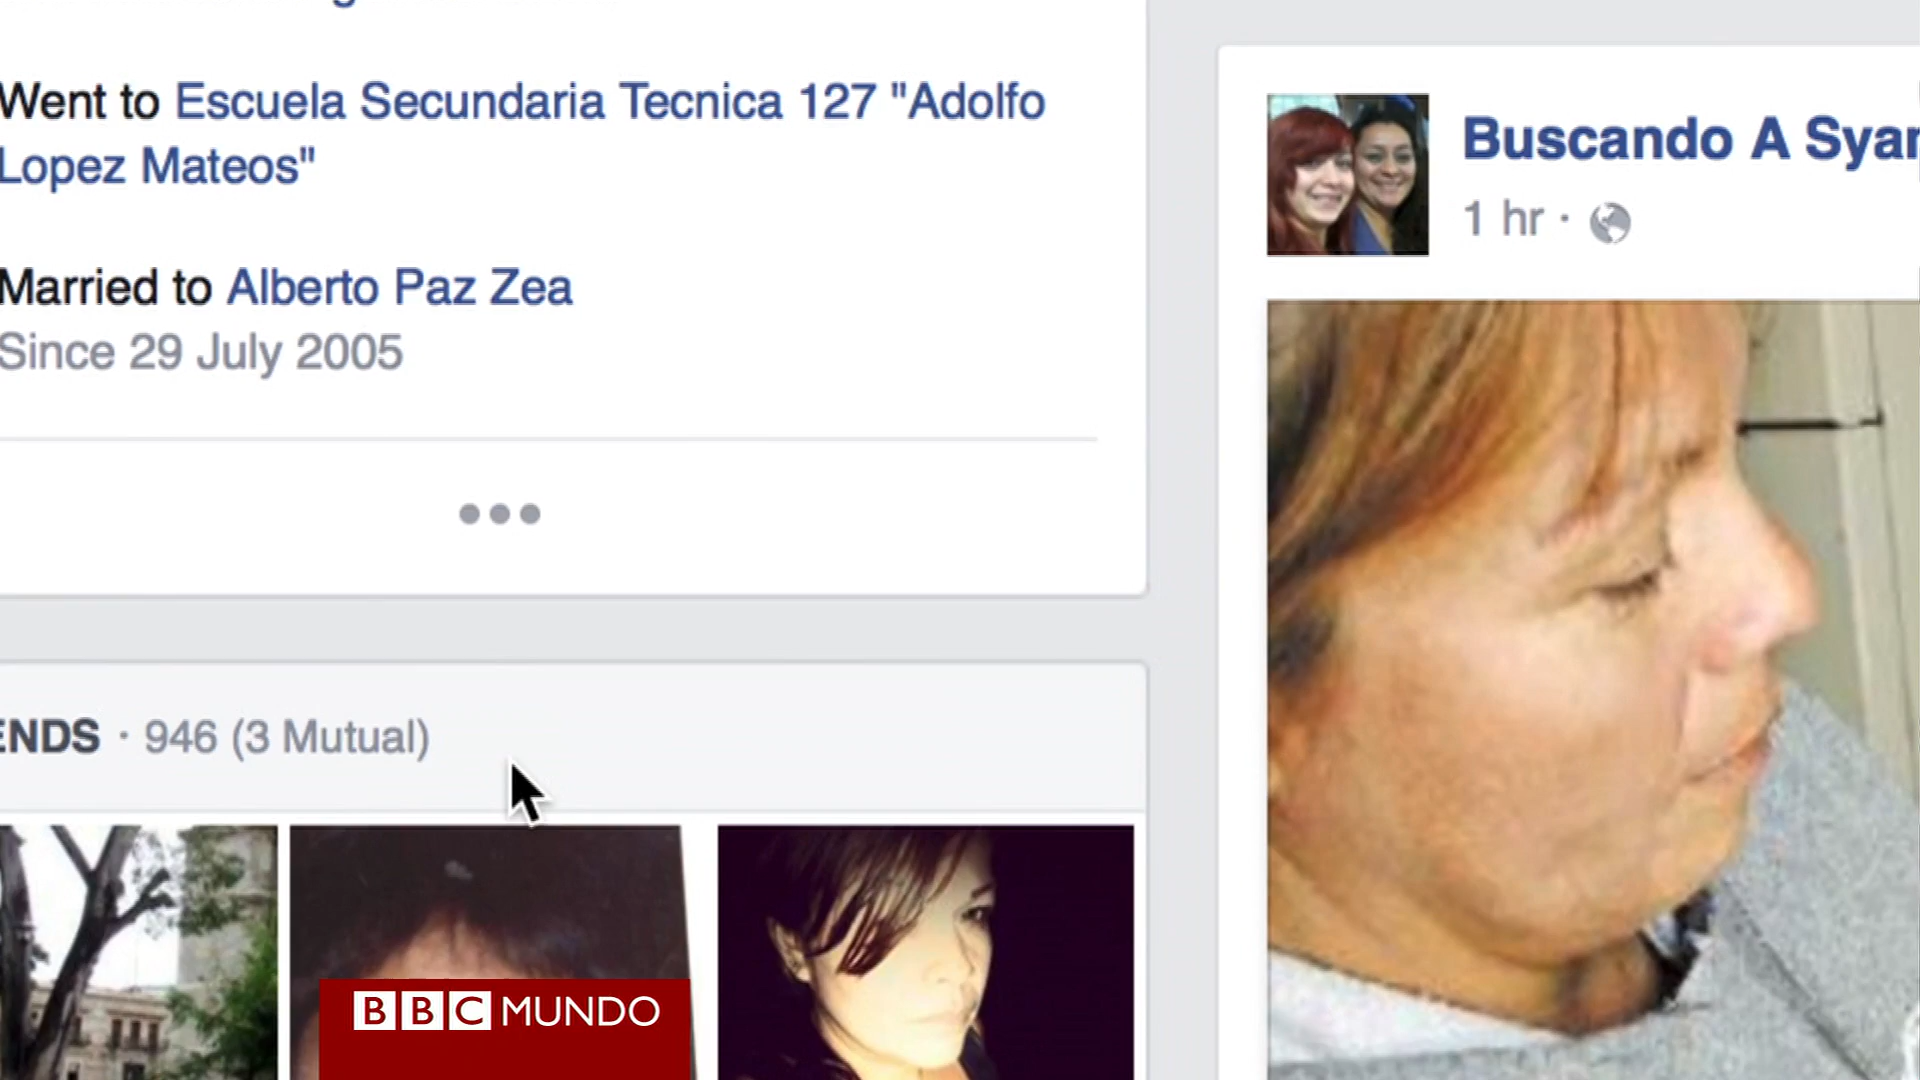 Went to Escuela Secundaria Tecnica 127 "Adolfo
Lopez Mateos"
Married to Alberto Paz Zea
Since 29 July 2005
ENDS · 946 (3 Mutual)
Buscando A Syar
1 hr ·
BBC MUNDO